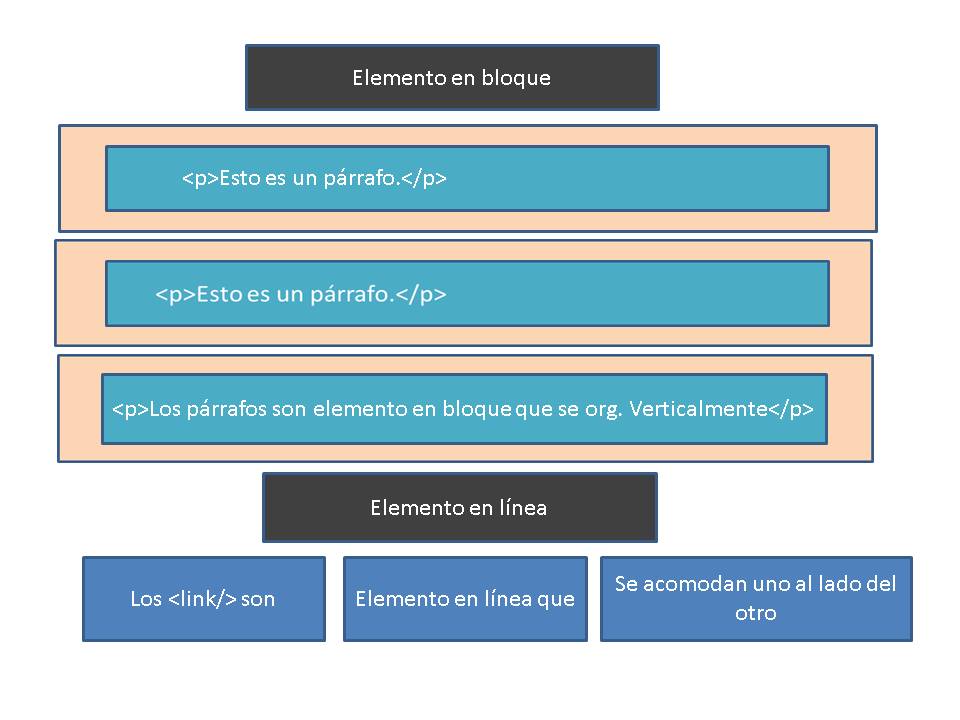 Elemento en bloque
<p>Esto es un párrafo.</p>
<p>Esto es un párrafo.</p>
<p>Los párrafos son elemento en bloque que se org. Verticalmente</p>
Elemento en línea
Los <link/> son
Elemento en línea que
Se acomodan uno al lado del
otro